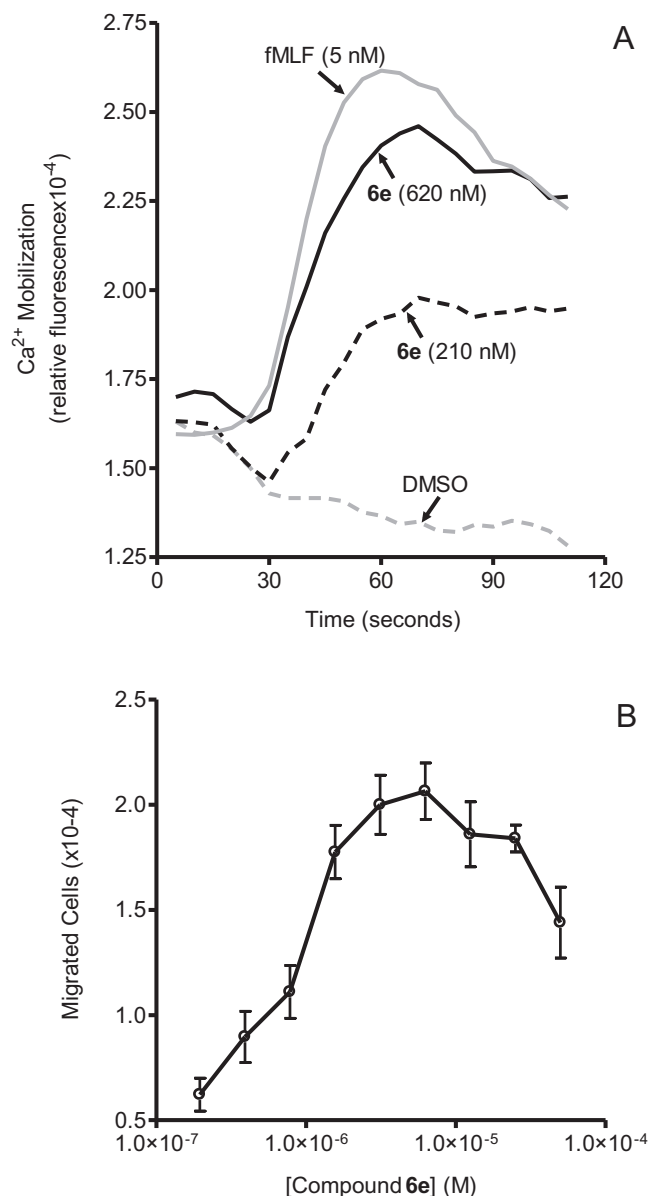 A
2.75
2.50
2.25
2.00
1.75
1.50
1.25
Ca²⁺ Mobilization
(relative fluorescencex10⁻⁴)
fMLF (5 nM)
6e (620 nM)
6e (210 nM)
DMSO
0 30 60 90 120
Time (seconds)
B
2.5
2.0
1.5
1.0
0.5
Migrated Cells (x10-4)
1.0×10⁻⁷ 1.0×10⁻⁶ 1.0×10⁻⁵ 1.0×10⁻⁴
[Compound 6e] (M)